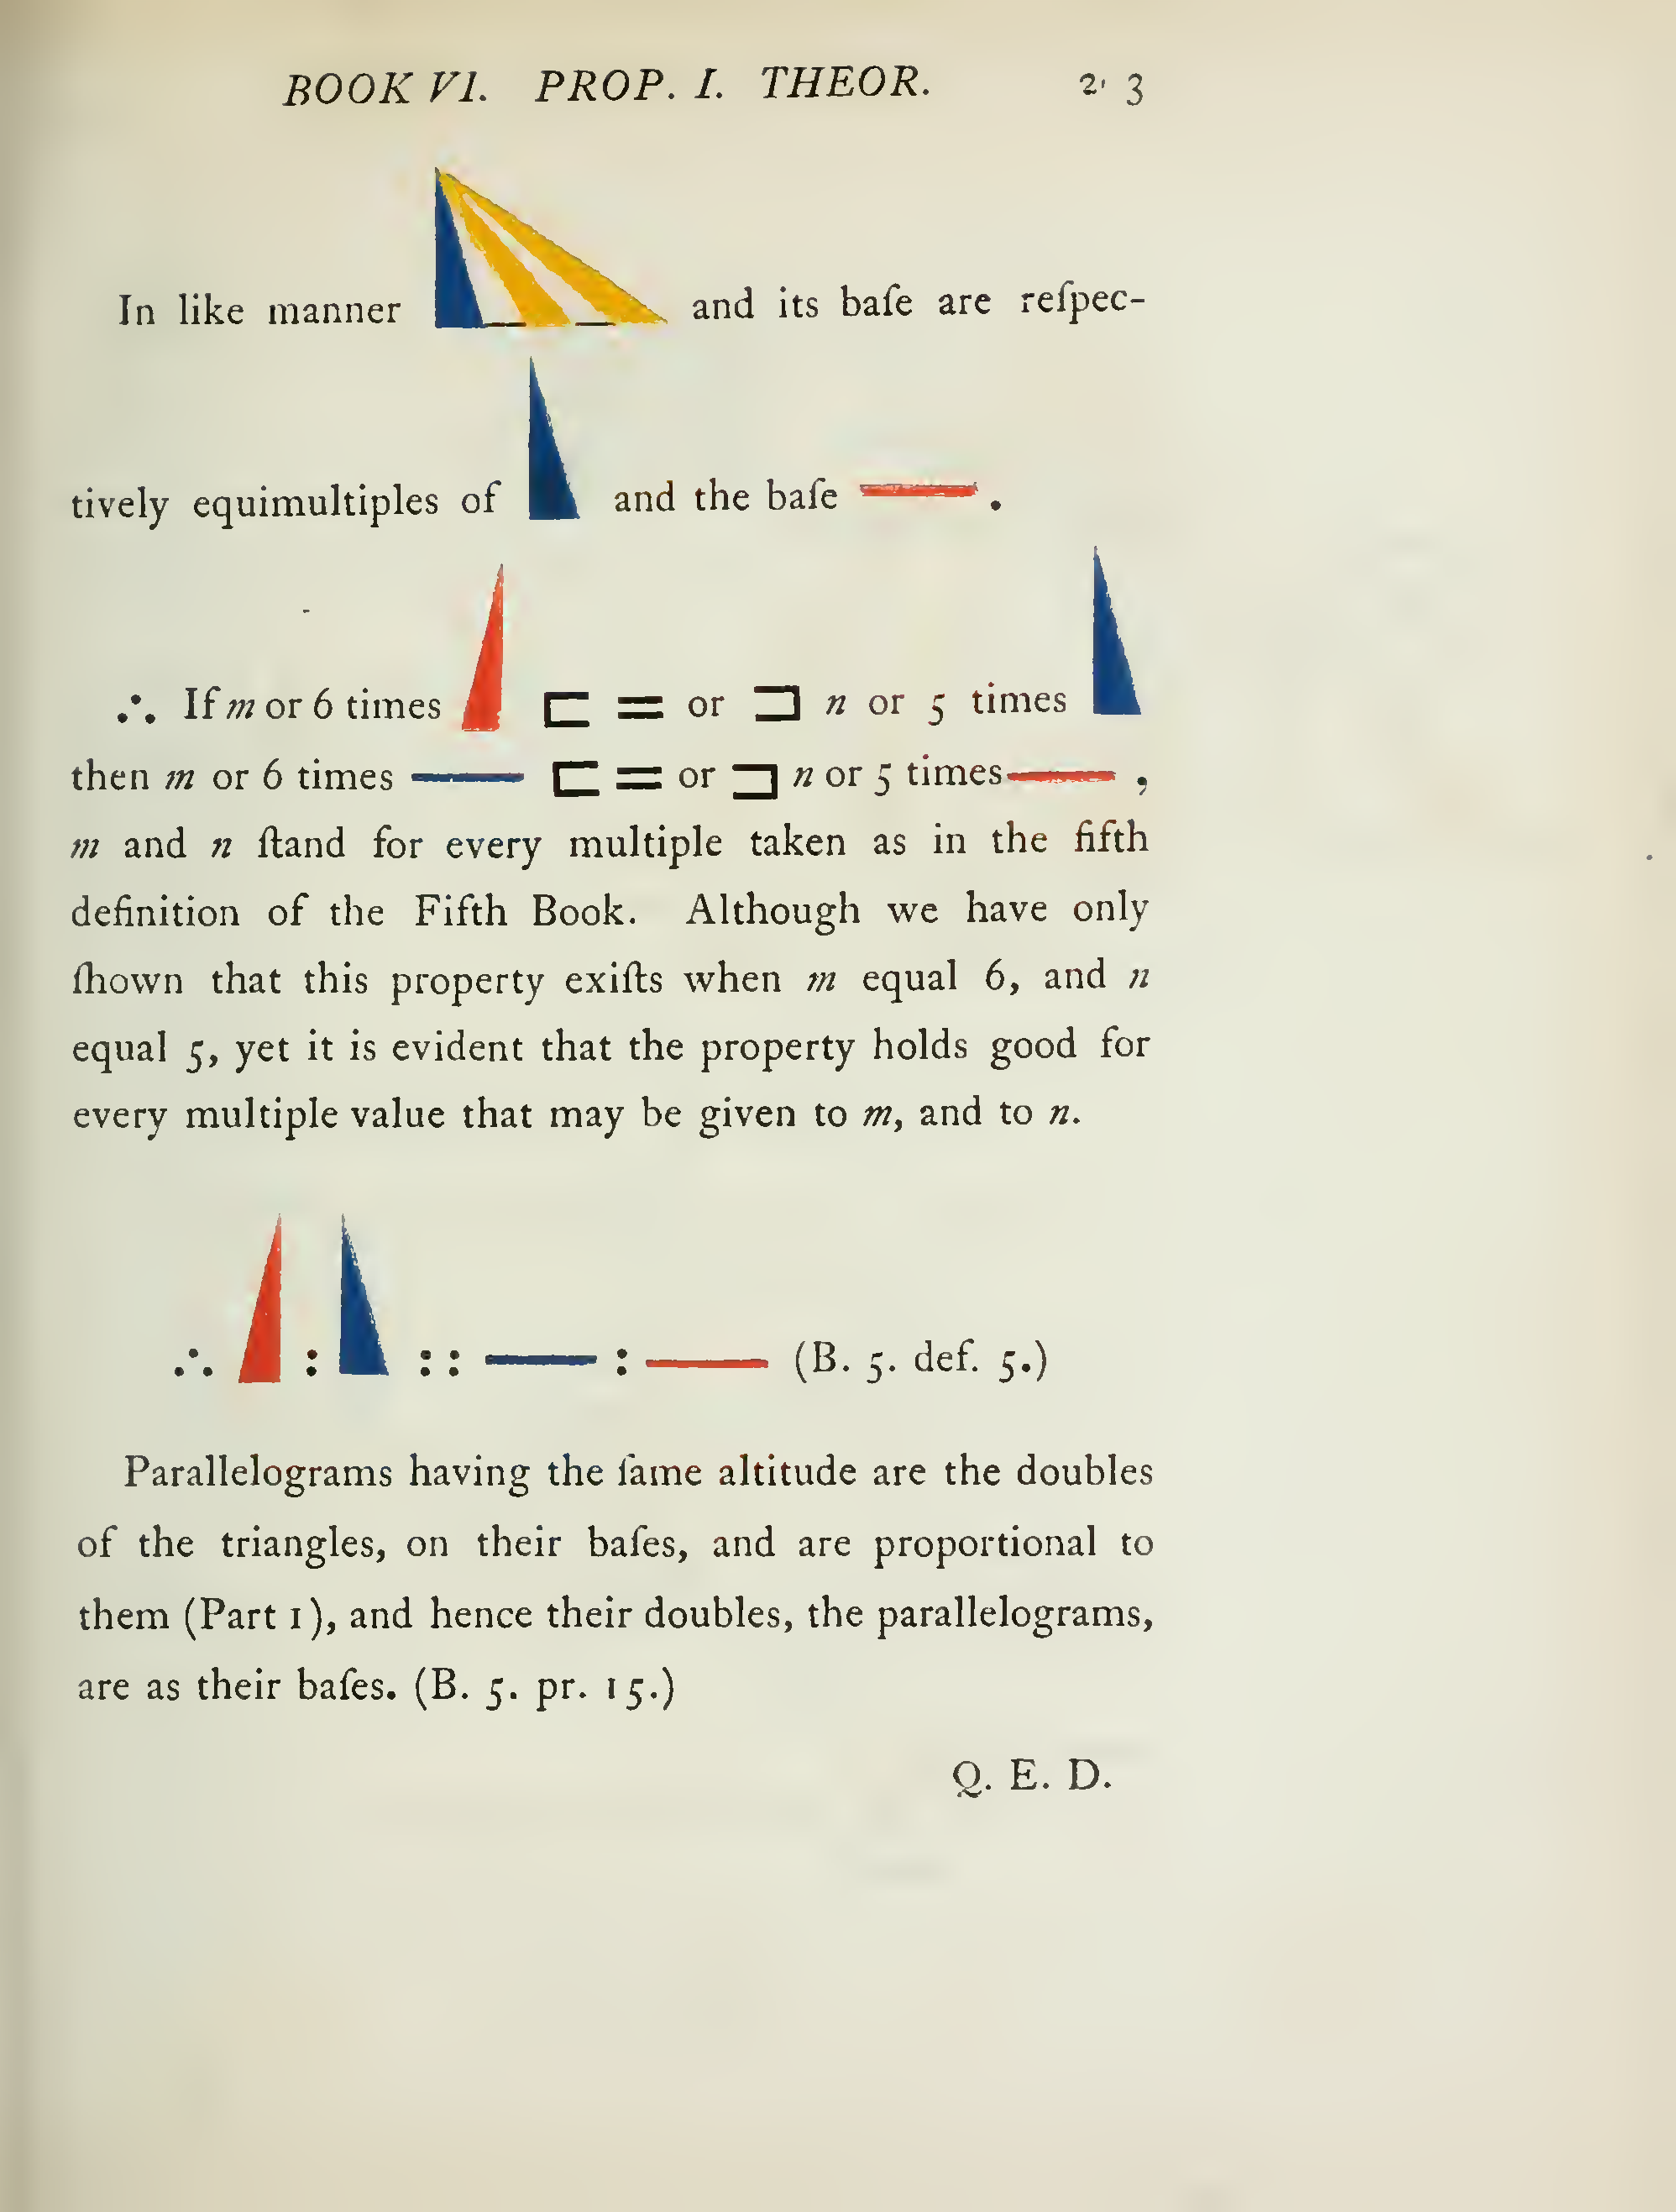 BOOK VI. PROP. I. THEOR. 2 3
In like manner and its baſe are reſpec-
tively equimultiples of and the baſe .
∴ If m or 6 times ⊏ = or ⊐ n or 5 times
then m or 6 times ⊏ = or ⊐ n or 5 times ,
m and n ſtand for every multiple taken as in the fifth
definition of the Fifth Book. Although we have only
ſhown that this property exiſts when m equal 6, and n
equal 5, yet it is evident that the property holds good for
every multiple value that may be given to m, and to n.
∴ : :: : (B. 5. def. 5.)
Parallelograms having the ſame altitude are the doubles
of the triangles, on their baſes, and are proportional to
them (Part 1), and hence their doubles, the parallelograms,
are as their baſes. (B. 5. pr. 15.)
Q. E. D.